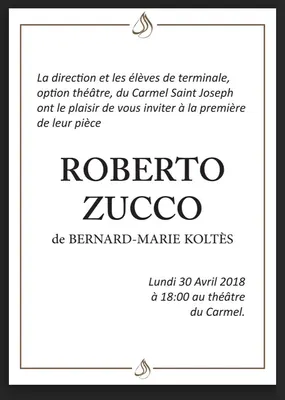 La direction et les élèves de terminale,
option théâtre, du Carmel Saint Joseph
ont le plaisir de vous inviter à la première
de leur pièce
ROBERTO
ZUCCO
de BERNARD-MARIE KOLTÈS
Lundi 30 Avril 2018
à 18:00 au théâtre
du Carmel.